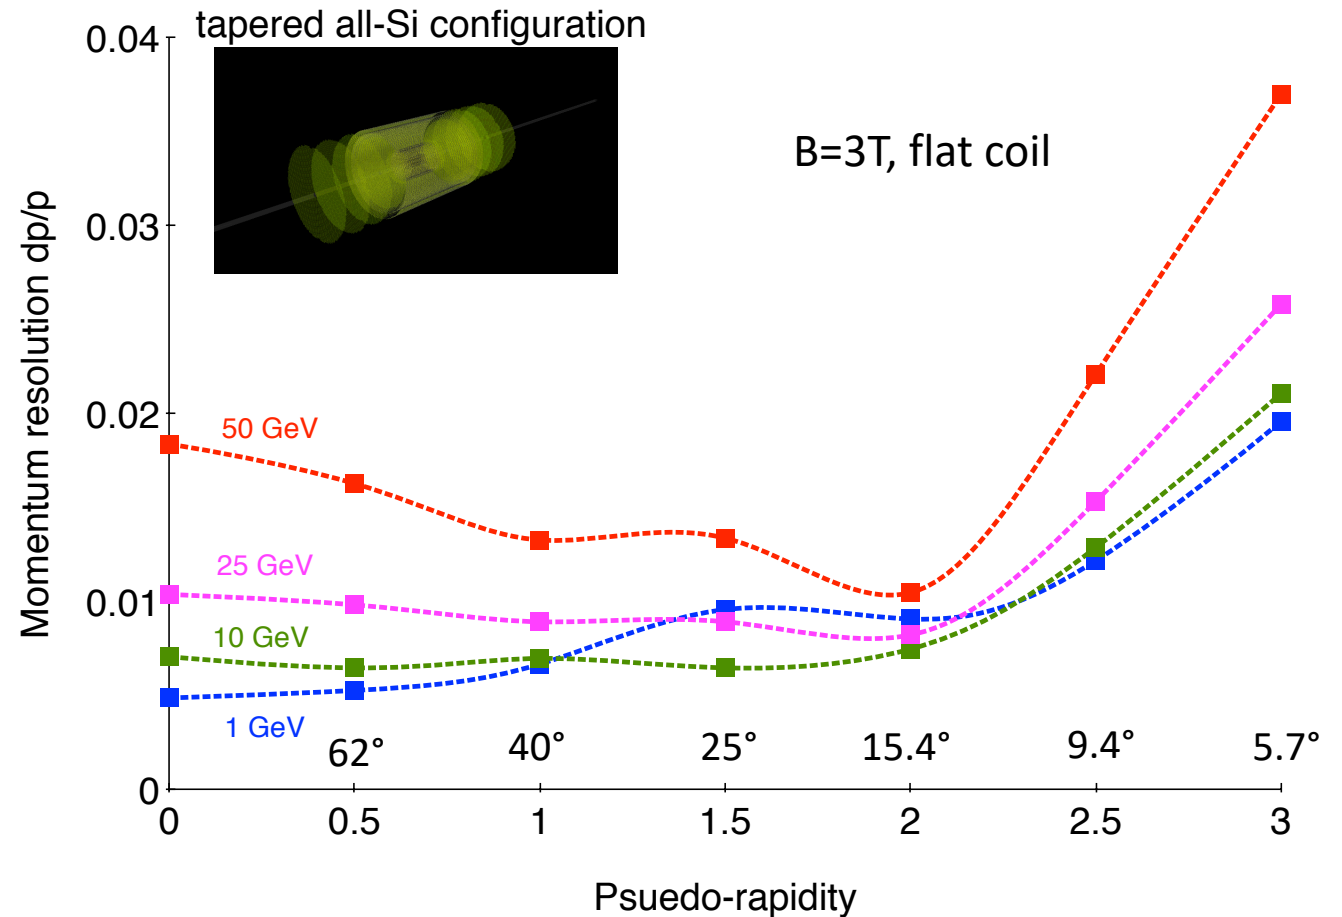 tapered all-Si configuration
0.04
B=3T, flat coil
0.03
Momentum resolution dp/p
0.02
50 GeV
25 GeV
0.01
10 GeV
1 GeV
62° 40° 25° 15.4° 9.4° 5.7°
0
0 0.5 1 1.5 2 2.5 3
Psuedo-rapidity